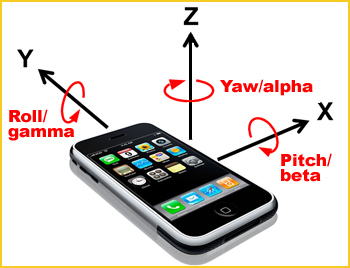 Z
Y
Yaw/alpha
Roll/
gamma
X
Pitch/
beta